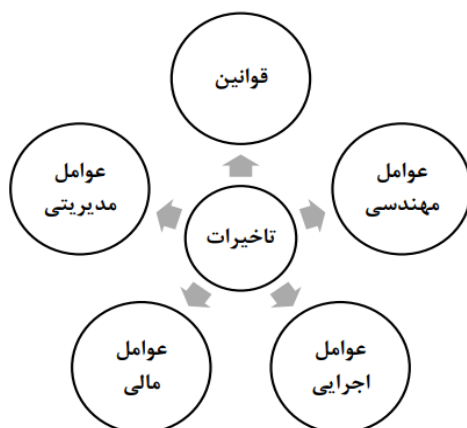 قوانین
عوامل
مهندسی
عوامل
مدیریتی
تاخیرات
عوامل
اجرایی
عوامل
مالی